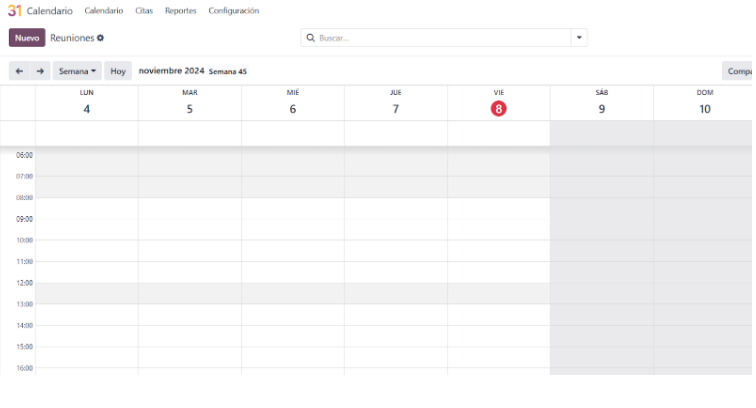 31 Calendario Calendario Citas Reportes Configuración
Nuevo Reuniones Buscar...
Semana Hoy noviembre 2024 Semana 45 Compa
LUN MAR MIÉ JUE VIE SÁB DOM
4 5 6 7 8 9 10
06:00
07:00
08:00
09:00
10:00
11:00
12:00
13:00
14:00
15:00
16:00